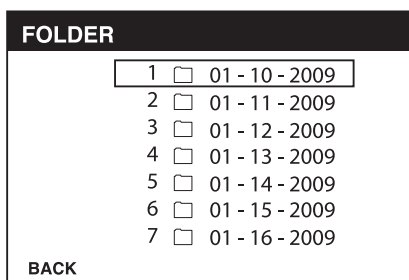 FOLDER
1 01 - 10 - 2009
2 01 - 11 - 2009
3 01 - 12 - 2009
4 01 - 13 - 2009
5 01 - 14 - 2009
6 01 - 15 - 2009
7 01 - 16 - 2009
BACK